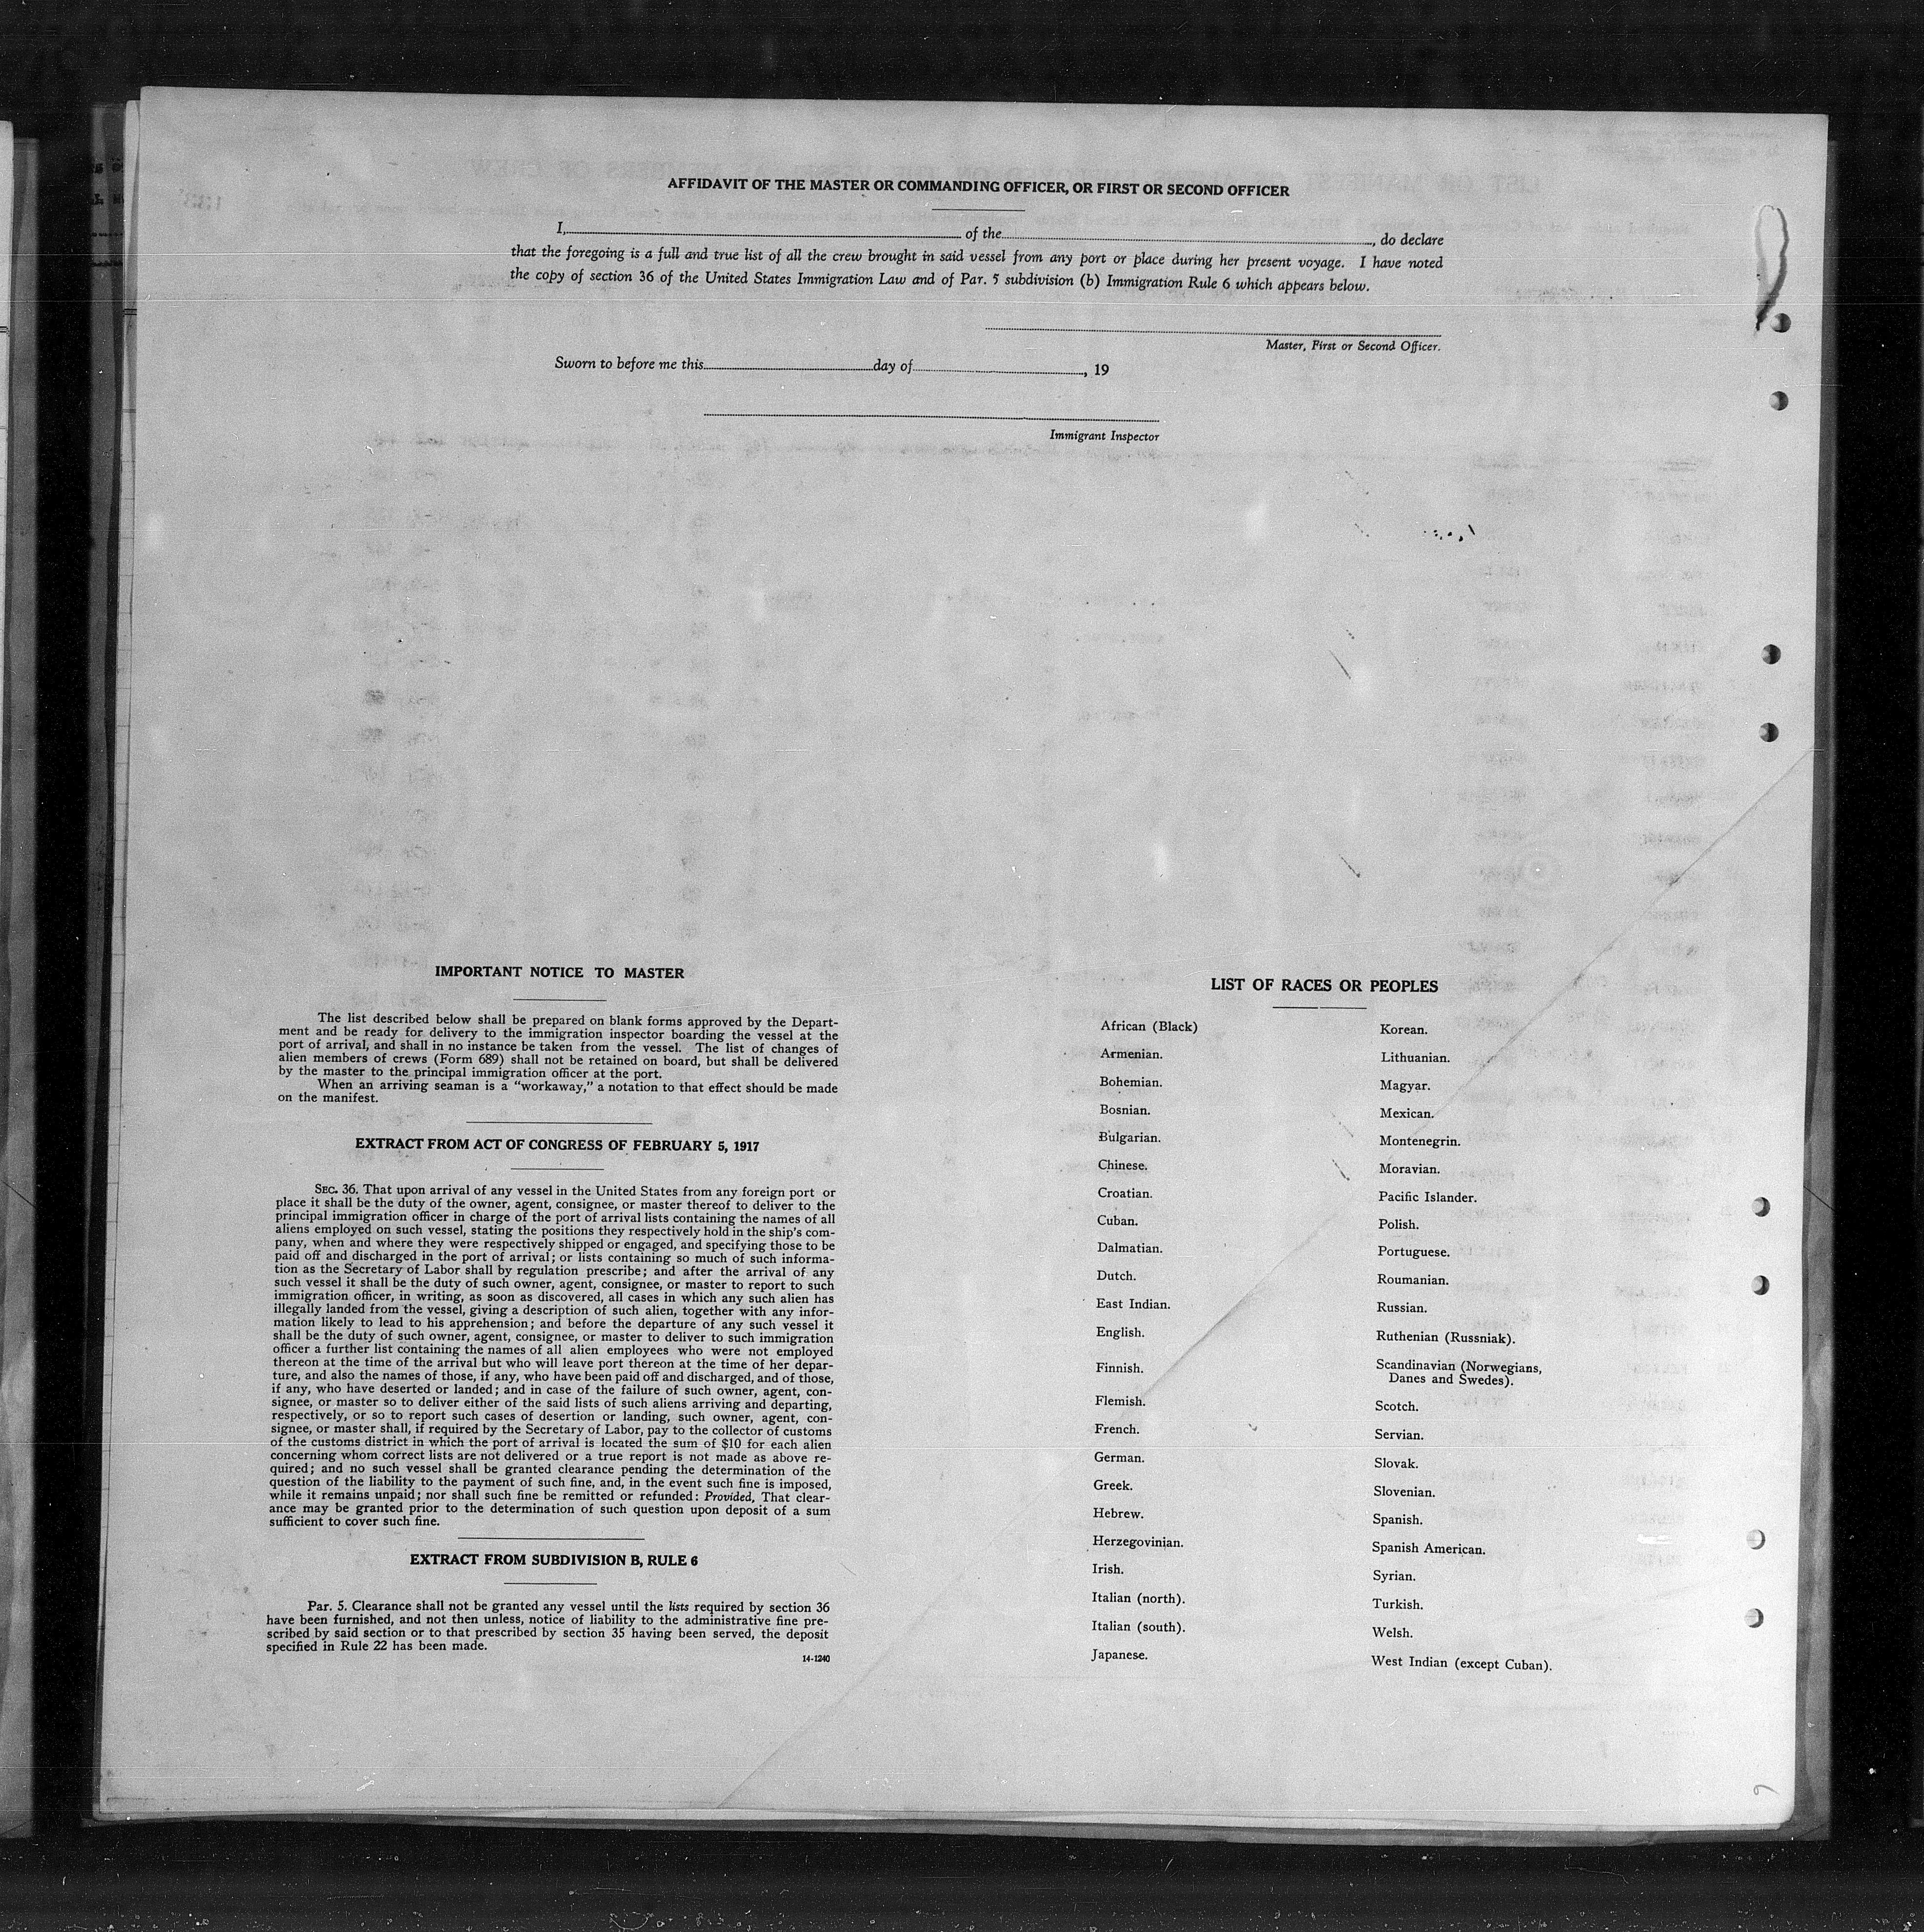 AFFIDAVIT OF THE MASTER OR COMMANDING OFFICER, OR FIRST OR SECOND OFFICER
I, of the , do declare
that the foregoing is a full and true list of all the crew brought in said vessel from any port or place during her present voyage. I have noted
the copy of section 36 of the United States Immigration Law and of Par. 5 subdivision (b) Immigration Rule 6 which appears below.
Master, First or Second Officer.
Sworn to before me this day of , 19
Immigrant Inspector
IMPORTANT NOTICE TO MASTER
The list described below shall be prepared on blank forms approved by the Depart-
ment and be ready for delivery to the immigration inspector boarding the vessel at the
port of arrival, and shall in no instance be taken from the vessel. The list of changes of
alien members of crews (Form 689) shall not be retained on board, but shall be delivered
by the master to the principal immigration officer at the port.
When an arriving seaman is a "workaway," a notation to that effect should be made
on the manifest.
EXTRACT FROM ACT OF CONGRESS OF FEBRUARY 5, 1917
SEC. 36. That upon arrival of any vessel in the United States from any foreign port or
place it shall be the duty of the owner, agent, consignee, or master thereof to deliver to the
principal immigration officer in charge of the port of arrival lists containing the names of all
aliens employed on such vessel, stating the positions they respectively hold in the ship's com-
pany, when and where they were respectively shipped or engaged, and specifying those to be
paid off and discharged in the port of arrival; or lists containing so much of such informa-
tion as the Secretary of Labor shall by regulation prescribe; and after the arrival of any
such vessel it shall be the duty of such owner, agent, consignee, or master to report to such
immigration officer, in writing, as soon as discovered, all cases in which any such alien has
illegally landed from the vessel, giving a description of such alien, together with any infor-
mation likely to lead to his apprehension; and before the departure of any such vessel it
shall be the duty of such owner, agent, consignee, or master to deliver to such immigration
officer a further list containing the names of all alien employees who were not employed
thereon at the time of the arrival but who will leave port thereon at the time of her depar-
ture, and also the names of those, if any, who have been paid off and discharged, and of those,
if any, who have deserted or landed; and in case of the failure of such owner, agent, con-
signee, or master so to deliver either of the said lists of such aliens arriving and departing,
respectively, or so to report such cases of desertion or landing, such owner, agent, con-
signee, or master shall, if required by the Secretary of Labor, pay to the collector of customs
of the customs district in which the port of arrival is located the sum of $10 for each alien
concerning whom correct lists are not delivered or a true report is not made as above re-
quired; and no such vessel shall be granted clearance pending the determination of the
question of the liability to the payment of such fine, and, in the event such fine is imposed,
while it remains unpaid; nor shall such fine be remitted or refunded: Provided, That clear-
ance may be granted prior to the determination of such question upon deposit of a sum
sufficient to cover such fine.
EXTRACT FROM SUBDIVISION B, RULE 6
Par. 5. Clearance shall not be granted any vessel until the lists required by section 36
have been furnished, and not then unless, notice of liability to the administrative fine pre-
scribed by said section or to that prescribed by section 35 having been served, the deposit
specified in Rule 22 has been made.
14-1240
LIST OF RACES OR PEOPLES
African (Black)
Armenian.
Bohemian.
Bosnian.
Bulgarian.
Chinese.
Croatian.
Cuban.
Dalmatian.
Dutch.
East Indian.
English.
Finnish.
Flemish.
French.
German.
Greek.
Hebrew.
Herzegovinian.
Irish.
Italian (north).
Italian (south).
Japanese.
Korean.
Lithuanian.
Magyar.
Mexican.
Montenegrin.
Moravian.
Pacific Islander.
Polish.
Portuguese.
Roumanian.
Russian.
Ruthenian (Russniak).
Scandinavian (Norwegians,
Danes and Swedes).
Scotch.
Servian.
Slovak.
Slovenian.
Spanish.
Spanish American.
Syrian.
Turkish.
Welsh.
West Indian (except Cuban).